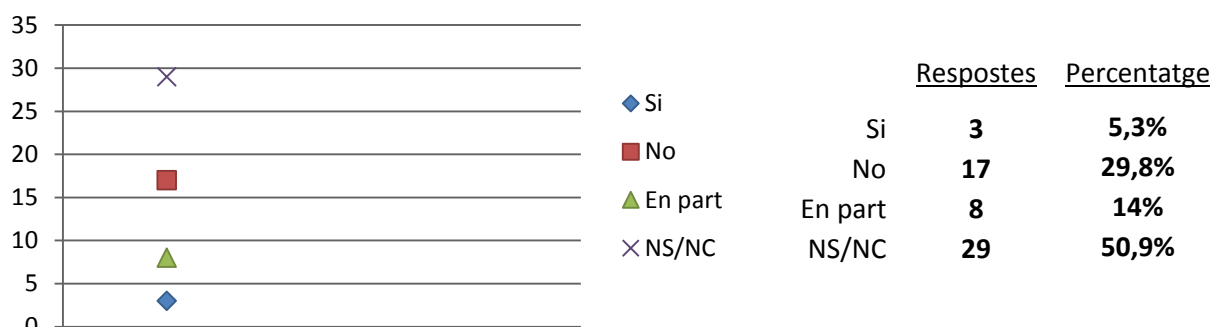 35
30
25
20
15
10
5
0
Si
No
En part
NS/NC
Respostes Percentatge
Si 3 5,3%
No 17 29,8%
En part 8 14%
NS/NC 29 50,9%